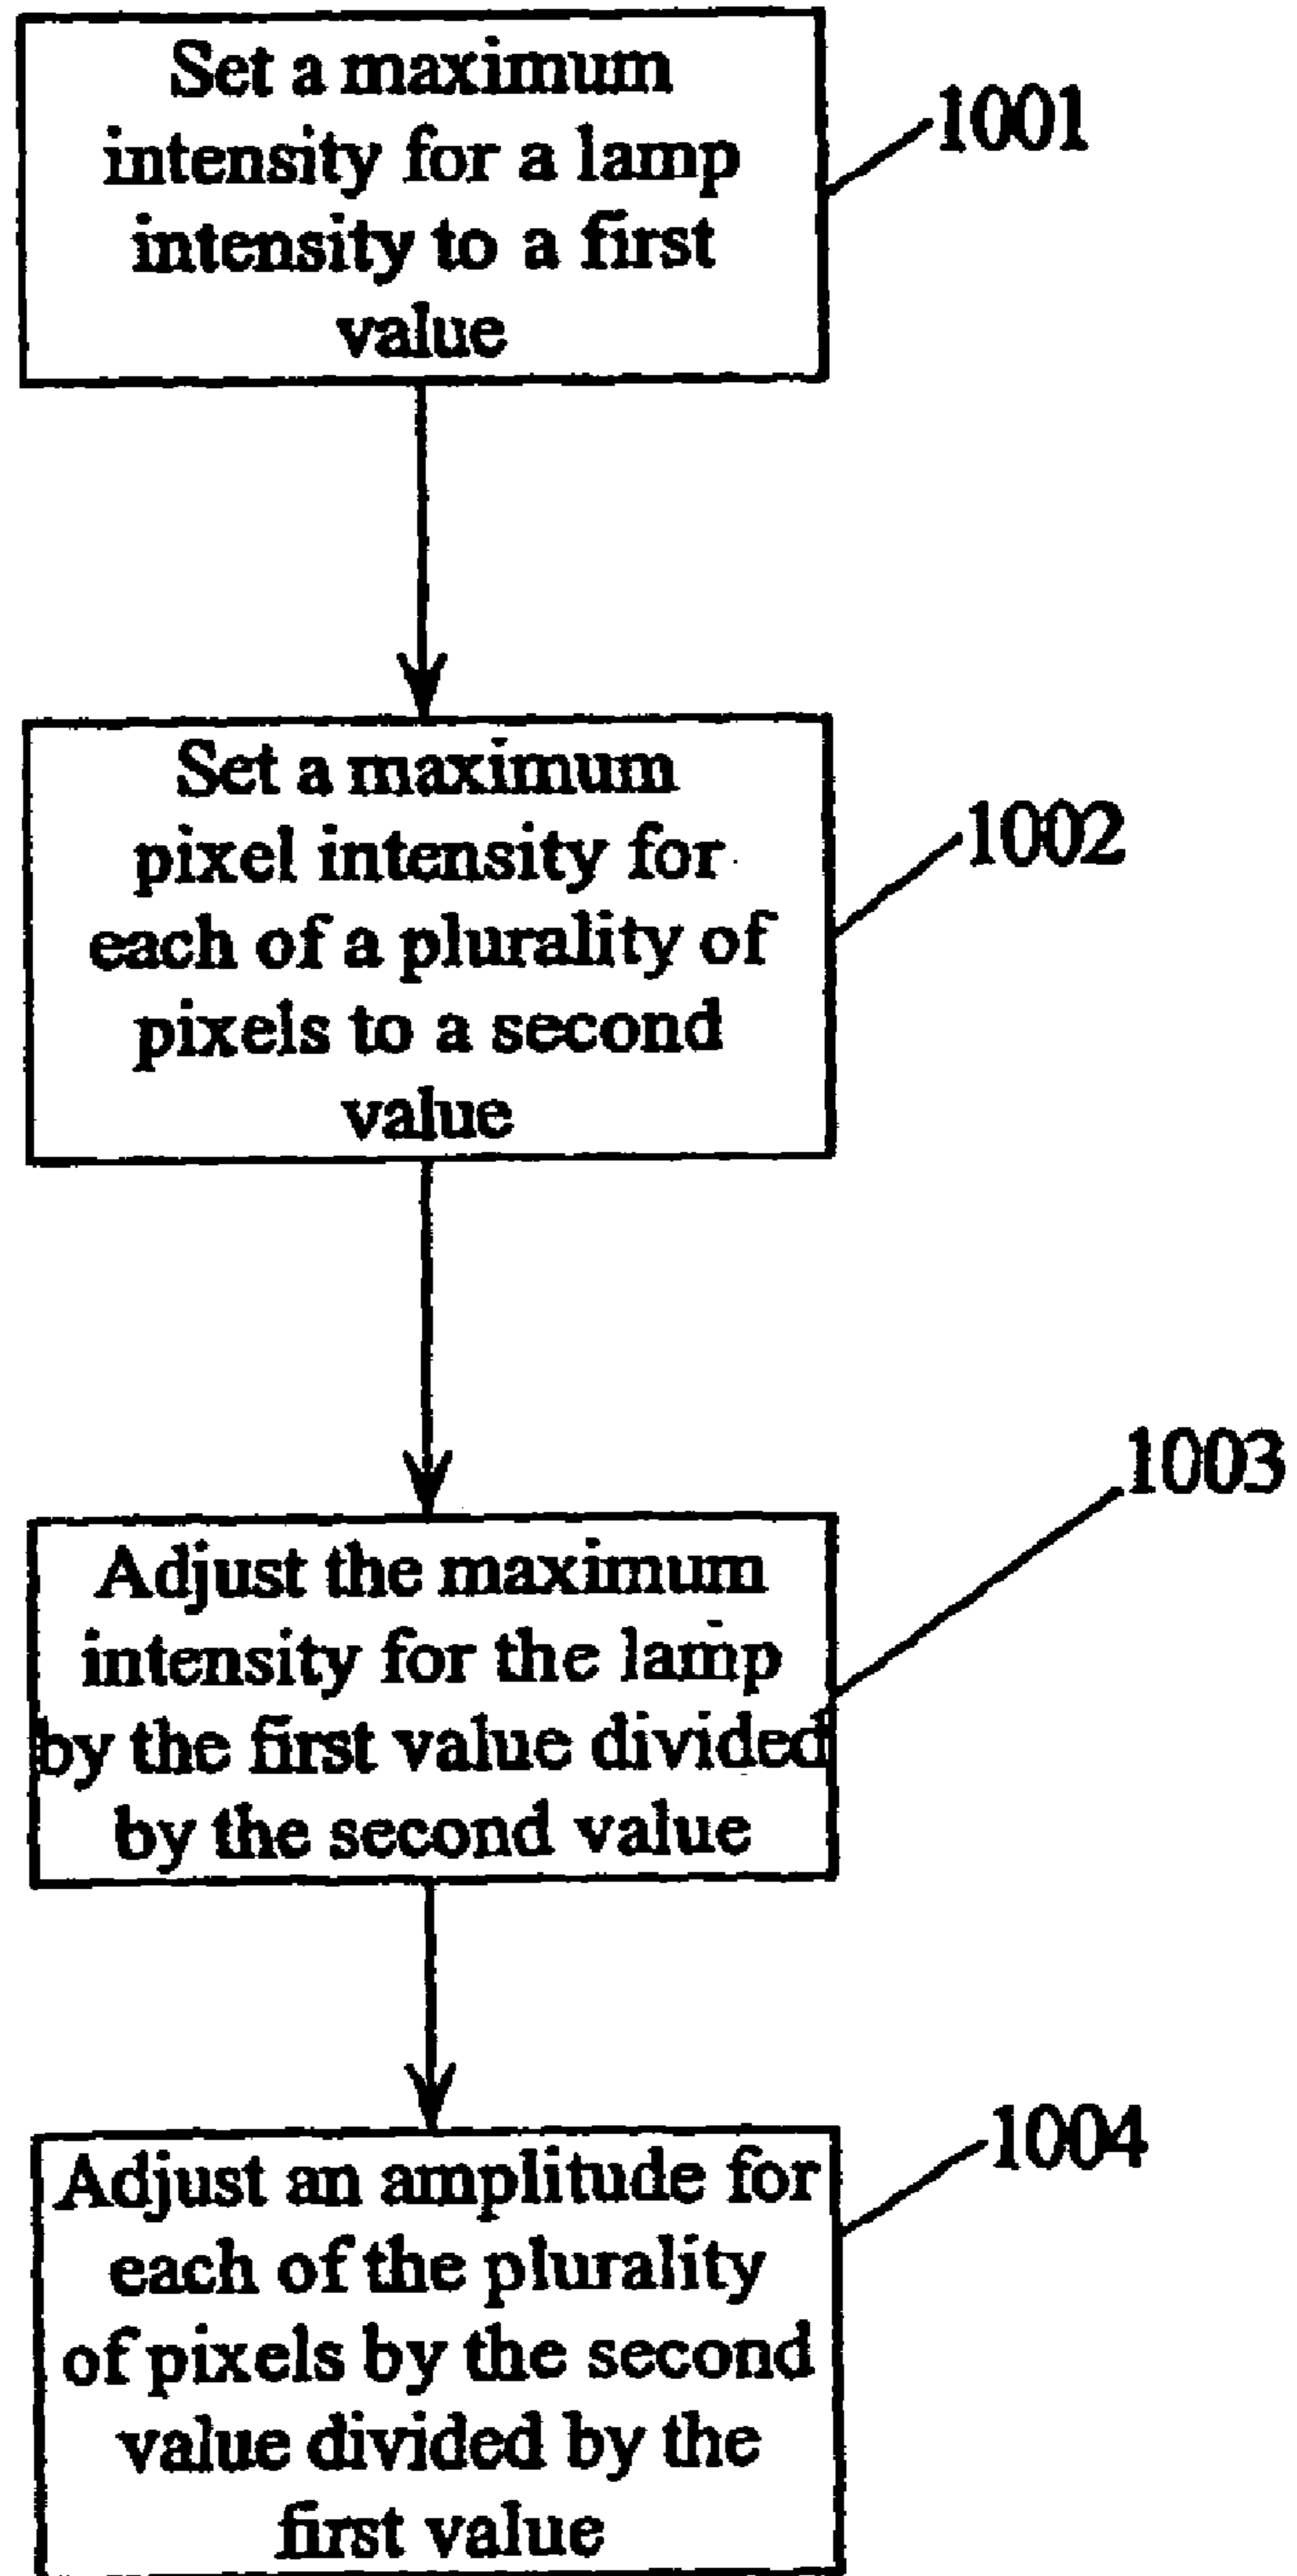 Set a maximum
intensity for a lamp
intensity to a first
value
1001
Set a maximum
pixel intensity for
each of a plurality of
pixels to a second
value
1002
Adjust the maximum
intensity for the lamp
by the first value divided
by the second value
1003
Adjust an amplitude for
each of the plurality
of pixels by the second
value divided by the
first value
1004